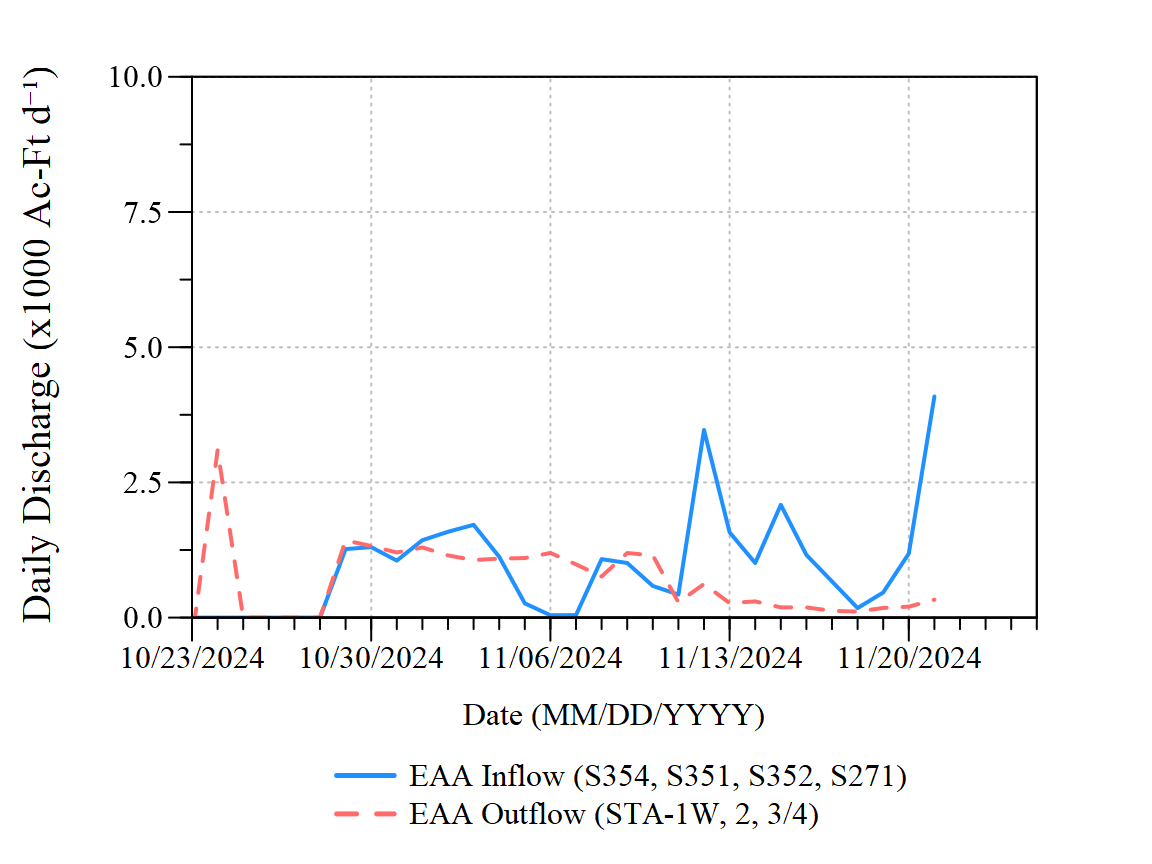 Daily Discharge (x1000 Ac-Ft d⁻¹)
10.0
7.5
5.0
2.5
0.0
10/23/2024 10/30/2024 11/06/2024 11/13/2024 11/20/2024
Date (MM/DD/YYYY)
EAA Inflow (S354, S351, S352, S271)
EAA Outflow (STA-1W, 2, 3/4)